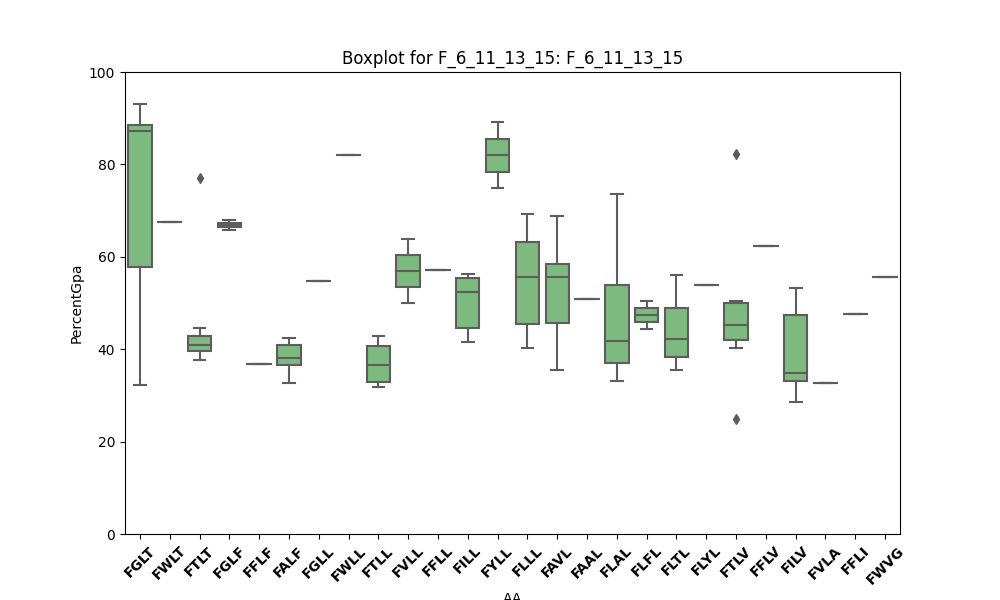 Boxplot for F_6_11_13_15: F_6_11_13_15
100
80
60
40
20
0
PercentGpa
FGLT FWLT FTLT FGLF FFLF FALF FGLL FWLL FTLL FVLL FFLL FILL FYLL FLLL FAVL FAAL FLAL FLFL FLTL FLYL FTLV FFLV FILV FVLA FFLI FWVG
AA